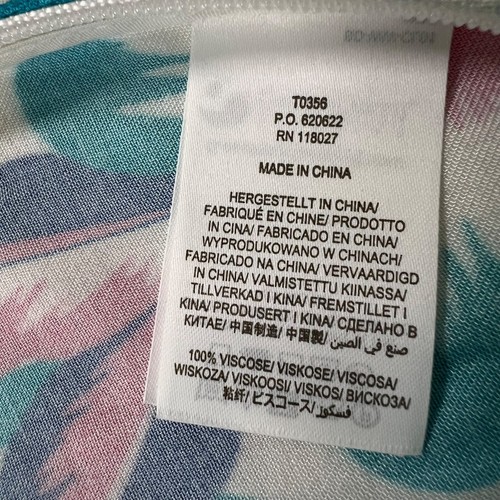 T0356
P.O. 620622
RN 118027
MADE IN CHINA
HERGESTELLT IN CHINA/
FABRIQUÉ EN CHINE/ PRODOTTO
IN CINA/ FABRICADO EN CHINA/
WYPRODUKOWANO W CHINACH/
FABRICADO NA CHINA/ VERVAARDIGD
IN CHINA/ VALMISTETTU KIINASSA/
TILLVERKAD I KINA/ FREMSTILLET I
KINA/ PRODUSERT I KINA/ СДЕЛАНО В
КИТАЕ/ 中国制造/ 中国製/ صنع في الصين/
100% VISCOSE/ VISKOSE/ VISCOSA/
WISKOZA/ VISKOOSI/ VISKOS/ ВИСКОЗА/
黏纤/ ビスコース/ فسكوز/